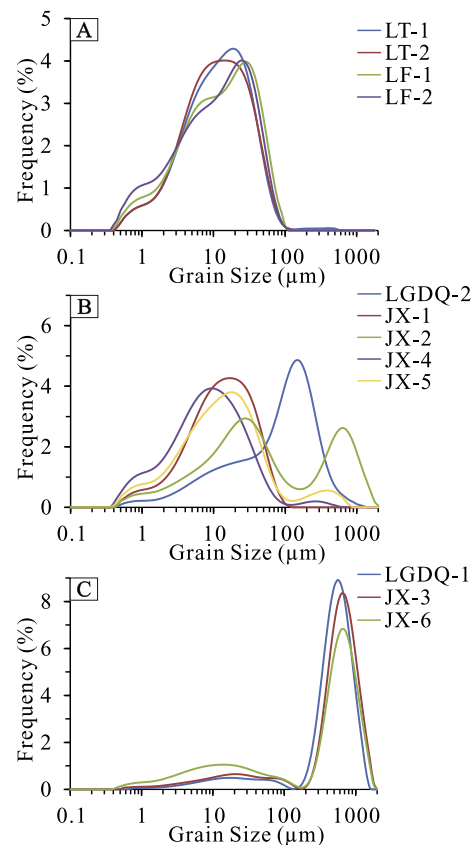 A
LT-1
LT-2
LF-1
LF-2
Frequency (%)
5
4
3
2
1
0
0.1 1 10 100 1000
Grain Size (µm)
B
LGDQ-2
JX-1
JX-2
JX-4
JX-5
Frequency (%)
6
4
2
0
0.1 1 10 100 1000
Grain Size (µm)
C
LGDQ-1
JX-3
JX-6
Frequency (%)
8
6
4
2
0
0.1 1 10 100 1000
Grain Size (µm)